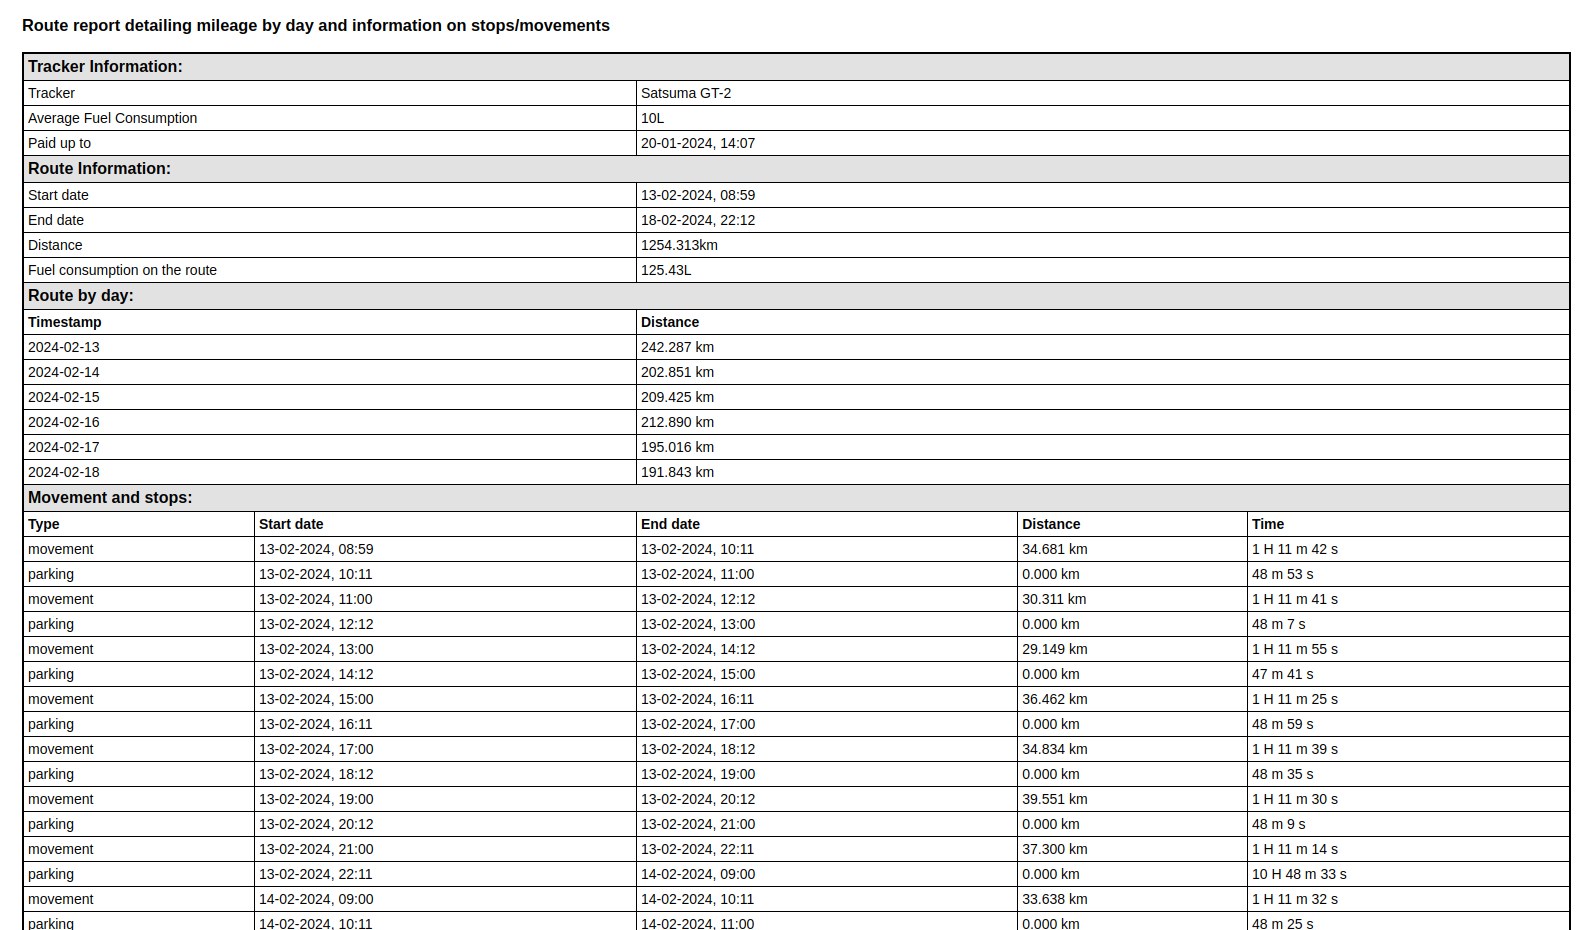 Route report detailing mileage by day and information on stops/movements
Tracker Information:
Tracker Satsuma GT-2
Average Fuel Consumption 10L
Paid up to 20-01-2024, 14:07
Route Information:
Start date 13-02-2024, 08:59
End date 18-02-2024, 22:12
Distance 1254.313km
Fuel consumption on the route 125.43L
Route by day:
Timestamp Distance
2024-02-13 242.287 km
2024-02-14 202.851 km
2024-02-15 209.425 km
2024-02-16 212.890 km
2024-02-17 195.016 km
2024-02-18 191.843 km
Movement and stops:
Type Start date End date Distance Time
movement 13-02-2024, 08:59 13-02-2024, 10:11 34.681 km 1 H 11 m 42 s
parking 13-02-2024, 10:11 13-02-2024, 11:00 0.000 km 48 m 53 s
movement 13-02-2024, 11:00 13-02-2024, 12:12 30.311 km 1 H 11 m 41 s
parking 13-02-2024, 12:12 13-02-2024, 13:00 0.000 km 48 m 7 s
movement 13-02-2024, 13:00 13-02-2024, 14:12 29.149 km 1 H 11 m 55 s
parking 13-02-2024, 14:12 13-02-2024, 15:00 0.000 km 47 m 41 s
movement 13-02-2024, 15:00 13-02-2024, 16:11 36.462 km 1 H 11 m 25 s
parking 13-02-2024, 16:11 13-02-2024, 17:00 0.000 km 48 m 59 s
movement 13-02-2024, 17:00 13-02-2024, 18:12 34.834 km 1 H 11 m 39 s
parking 13-02-2024, 18:12 13-02-2024, 19:00 0.000 km 48 m 35 s
movement 13-02-2024, 19:00 13-02-2024, 20:12 39.551 km 1 H 11 m 30 s
parking 13-02-2024, 20:12 13-02-2024, 21:00 0.000 km 48 m 9 s
movement 13-02-2024, 21:00 13-02-2024, 22:11 37.300 km 1 H 11 m 14 s
parking 13-02-2024, 22:11 14-02-2024, 09:00 0.000 km 10 H 48 m 33 s
movement 14-02-2024, 09:00 14-02-2024, 10:11 33.638 km 1 H 11 m 32 s
parking 14-02-2024, 10:11 14-02-2024, 11:00 0.000 km 48 m 25 s